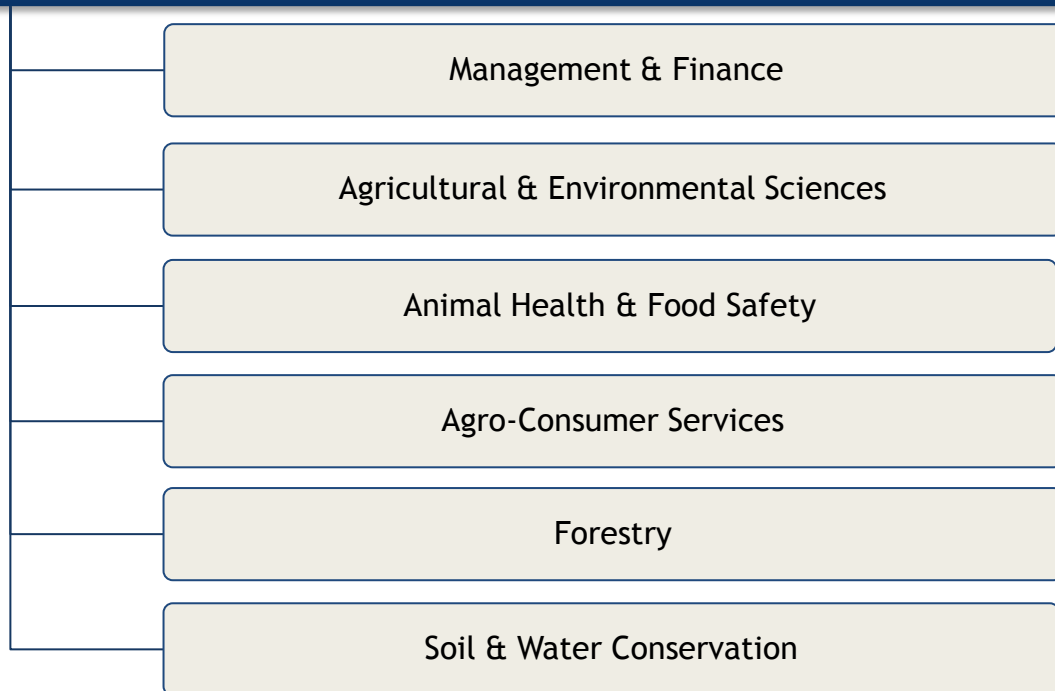 Management & Finance
Agricultural & Environmental Sciences
Animal Health & Food Safety
Agro-Consumer Services
Forestry
Soil & Water Conservation